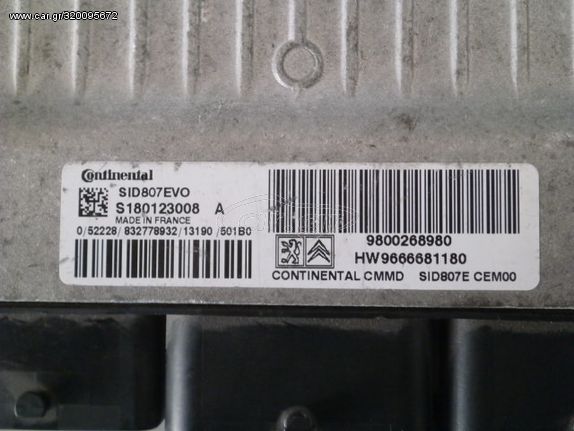 www.car.gr/320095672
Continental
SID807EVO
S180123008 A
MADE IN FRANCE
0/52228/832778932/13190/501B0
9800268980
HW9666681180
CONTINENTAL CMMD SID807E CEM00